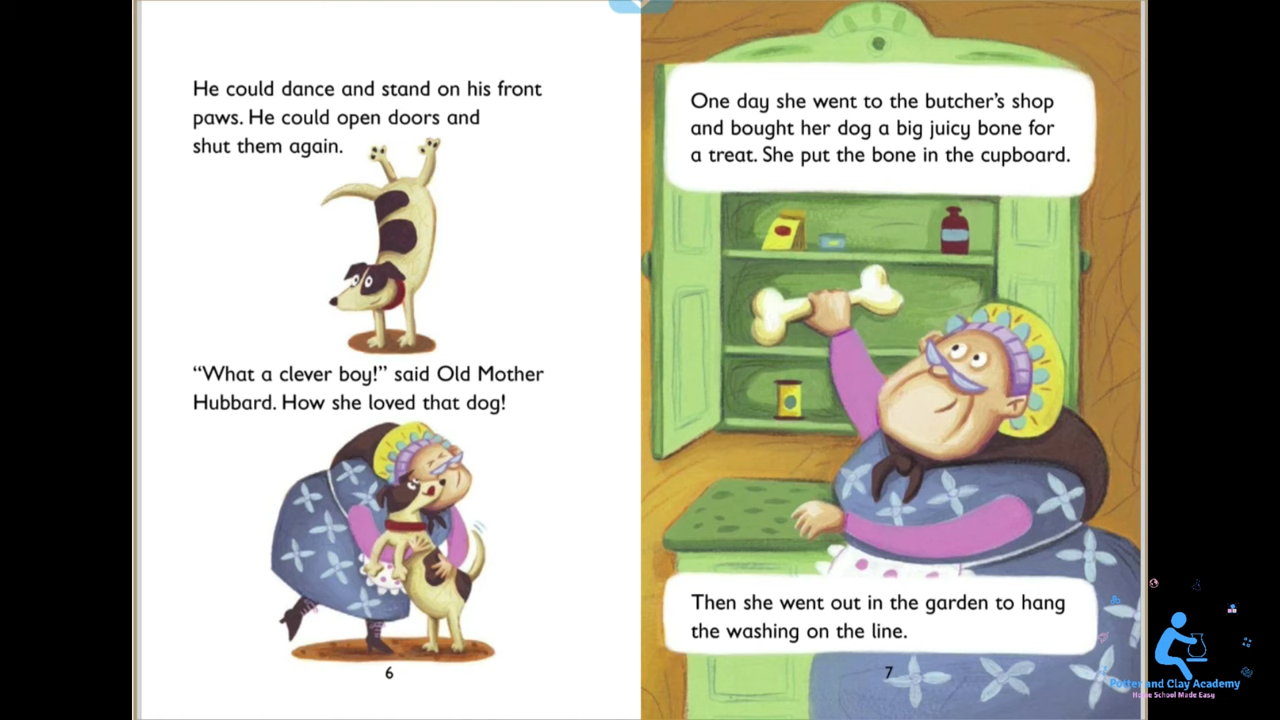 He could dance and stand on his front
paws. He could open doors and
shut them again.
“What a clever boy!” said Old Mother
Hubbard. How she loved that dog!
6
One day she went to the butcher’s shop
and bought her dog a big juicy bone for
a treat. She put the bone in the cupboard.
Then she went out in the garden to hang
the washing on the line.
7
Potter and Clay Academy
Home School Made Easy